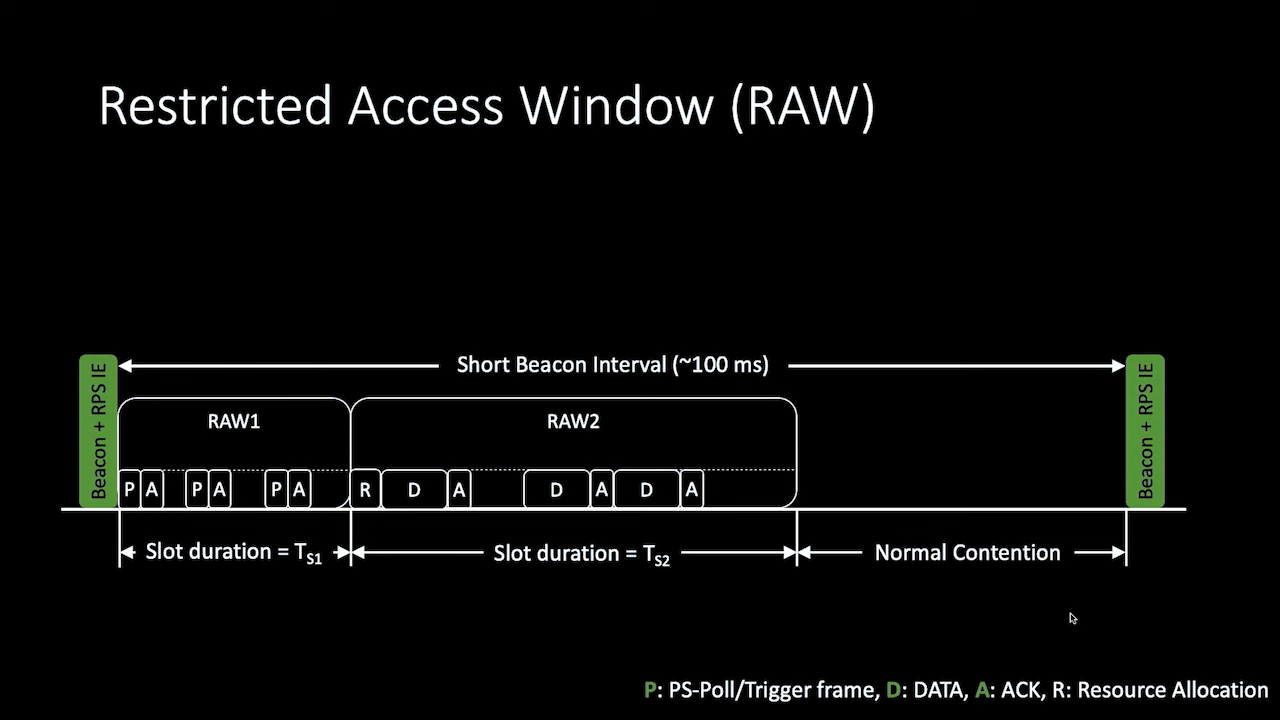 Restricted Access Window (RAW)
Short Beacon Interval (~100 ms)
Beacon + RPS IE
Beacon + RPS IE
RAW1
RAW2
P A P A P A R D A D A D A
Slot duration = TS1
Slot duration = TS2
Normal Contention
P: PS-Poll/Trigger frame, D: DATA, A: ACK, R: Resource Allocation